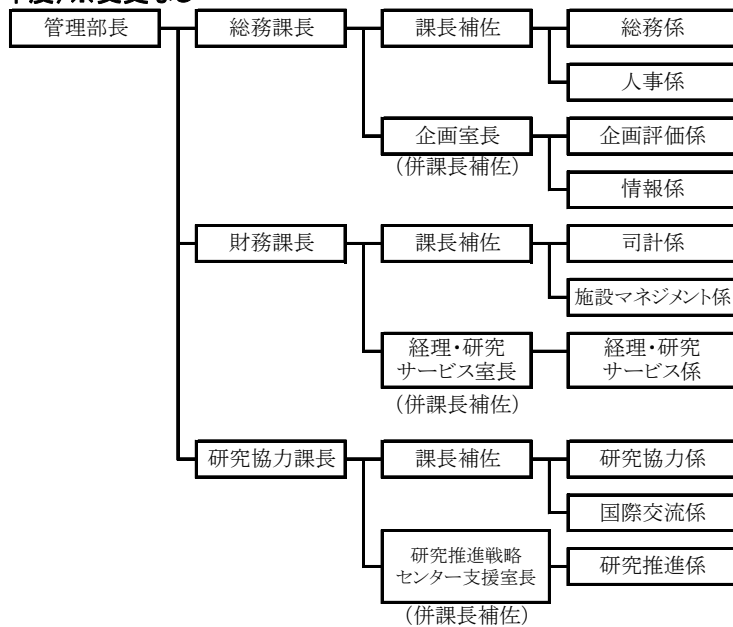 管理部長
総務課長
課長補佐
総務係
人事係
企画室長
(併課長補佐)
企画評価係
情報係
財務課長
課長補佐
司計係
施設マネジメント係
経理・研究
サービス室長
(併課長補佐)
経理・研究
サービス係
研究協力課長
課長補佐
研究協力係
国際交流係
研究推進戦略
センター支援室長
(併課長補佐)
研究推進係